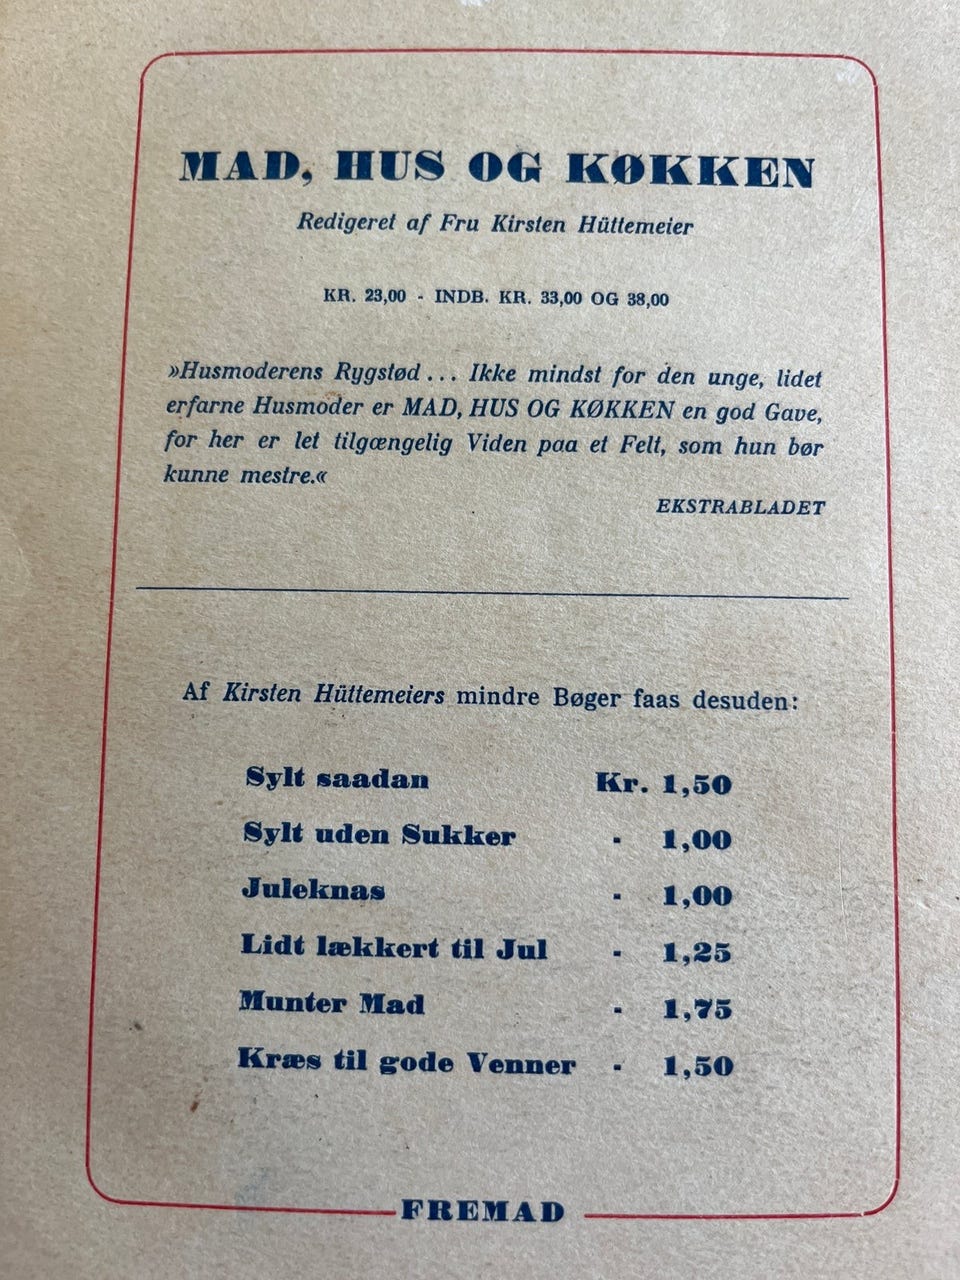 MAD, HUS OG KØKKEN
Redigeret af Fru Kirsten Hüttemeier
KR. 23,00 - INDB. KR. 33,00 OG 38,00
»Husmoderens Rygstød ... Ikke mindst for den unge, lidet
erfarne Husmoder er MAD, HUS OG KØKKEN en god Gave,
for her er let tilgængelig Viden paa et Felt, som hun bør
kunne mestre.«
EKSTRABLADET
Af Kirsten Hüttemeiers mindre Bøger faas desuden:
Sylt saadan Kr. 1,50
Sylt uden Sukker - 1,00
Juleknas - 1,00
Lidt lækkert til Jul - 1,25
Munter Mad - 1,75
Kræs til gode Venner - 1,50
FREMAD